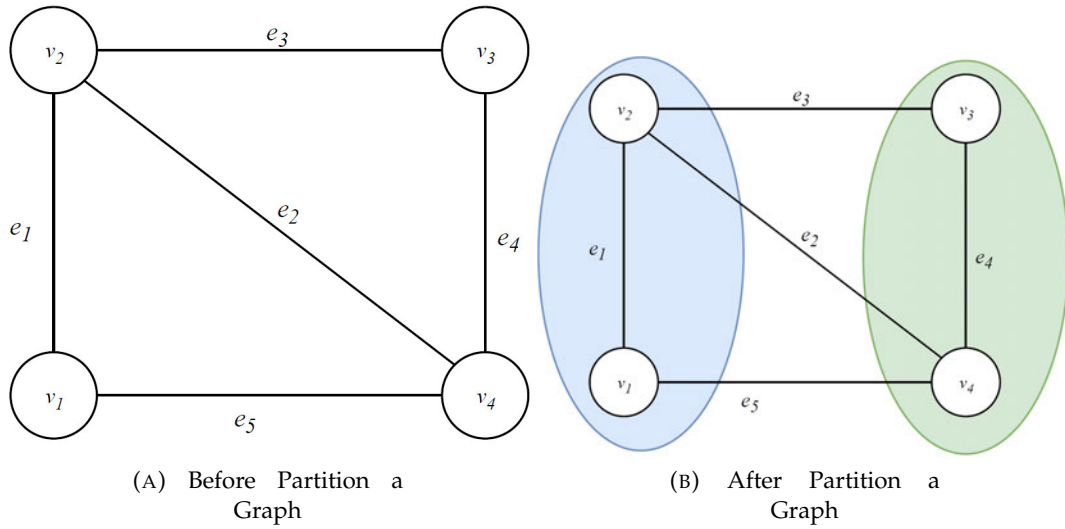 v2
e3
v3
e1
e2
e4
v1
e5
v4
(A) Before Partition a
Graph
v2
e3
v3
e1
e2
e4
v1
e5
v4
(B) After Partition a
Graph